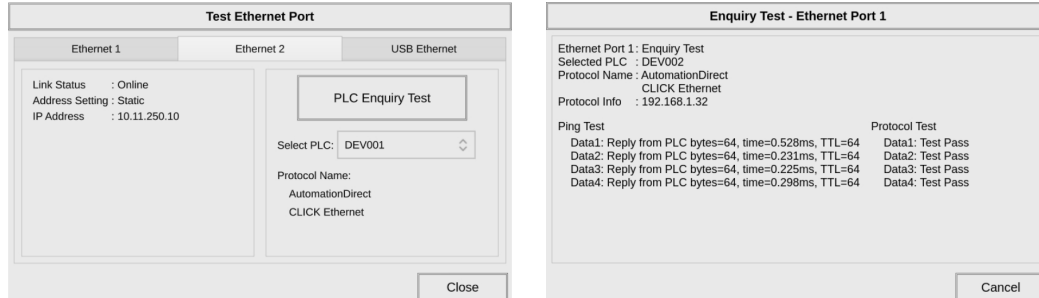 Test Ethernet Port
Ethernet 1
Ethernet 2
USB Ethernet
Link Status : Online
Address Setting : Static
IP Address : 10.11.250.10
PLC Enquiry Test
Select PLC: DEV001
Protocol Name:
AutomationDirect
CLICK Ethernet
Close
Enquiry Test - Ethernet Port 1
Ethernet Port 1 : Enquiry Test
Selected PLC : DEV002
Protocol Name : AutomationDirect
CLICK Ethernet
Protocol Info : 192.168.1.32
Ping Test Protocol Test
Data1: Reply from PLC bytes=64, time=0.528ms, TTL=64 Data1: Test Pass
Data2: Reply from PLC bytes=64, time=0.231ms, TTL=64 Data2: Test Pass
Data3: Reply from PLC bytes=64, time=0.225ms, TTL=64 Data3: Test Pass
Data4: Reply from PLC bytes=64, time=0.298ms, TTL=64 Data4: Test Pass
Cancel